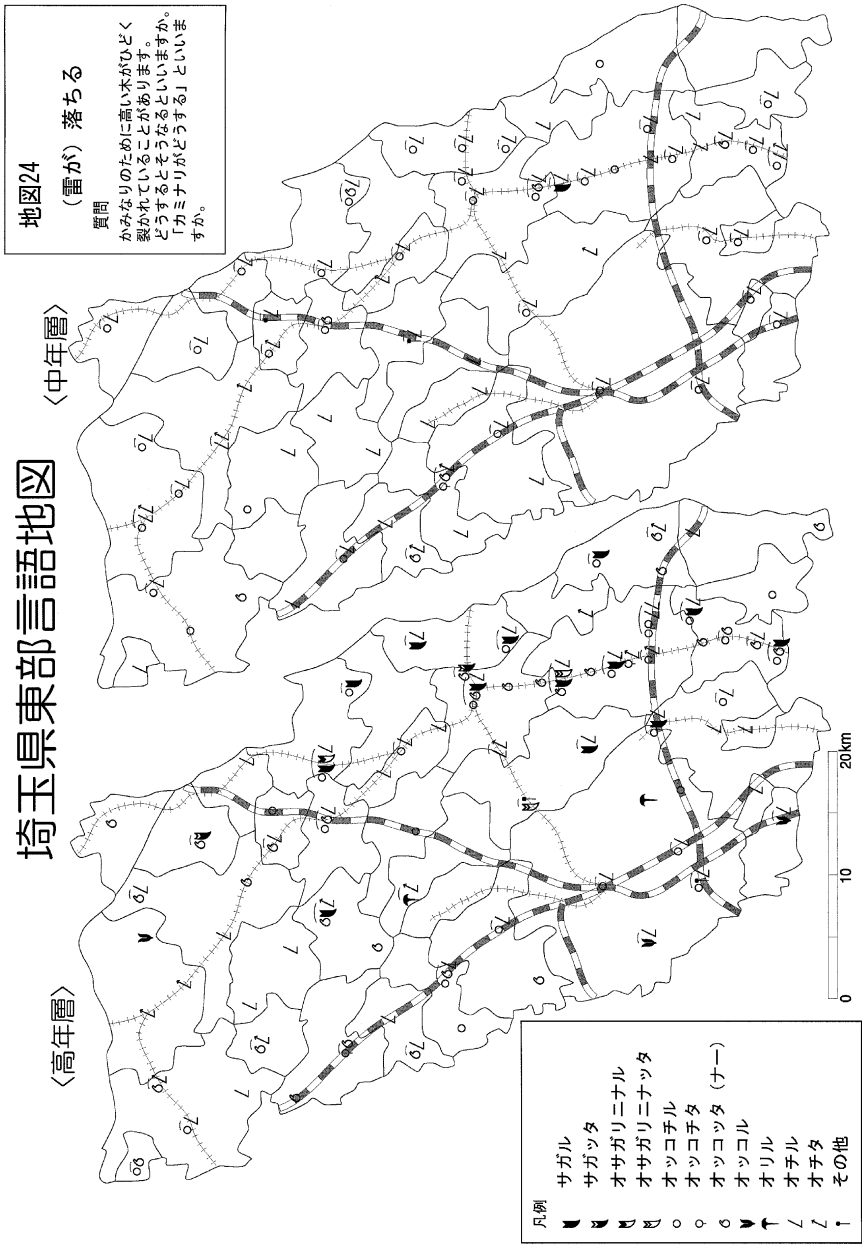 埼玉県東部言語地図
地図24
(雷が) 落ちる
質問
かみなりのために高い木がひどく
裂かれていることがあります。
どうするとそうなるといいますか。
「カミナリがどうする」といいま
すか。
〈高年層〉
〈中年層〉
凡例
サガル
サガッタ
オサガリニナル
オサガリニナッタ
オッコチル
オッコチタ
オッコッタ (ナー)
オッコル
オリル
オチル
オチタ
その他
0 10 20km